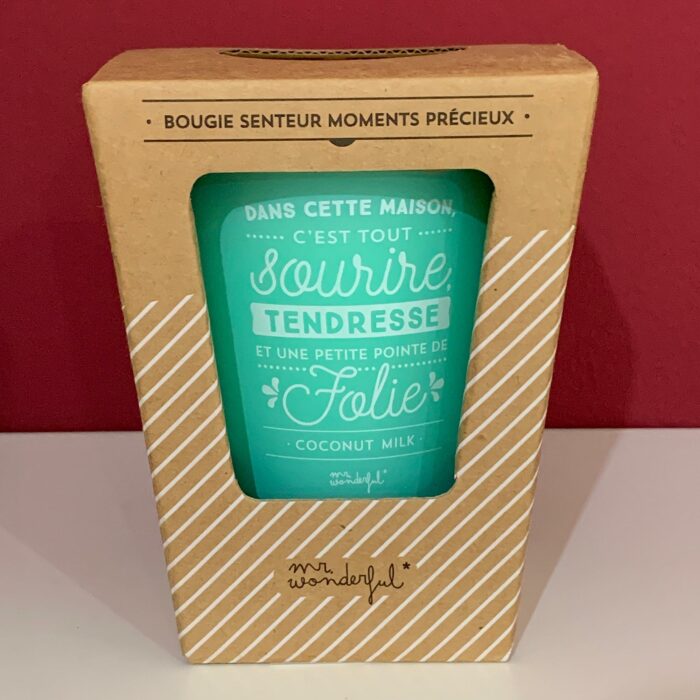 • BOUGIE SENTEUR MOMENTS PRÉCIEUX •
DANS CETTE MAISON,
C'EST TOUT
sourire,
TENDRESSE
ET UNE PETITE POINTE DE
Folie
· COCONUT MILK ·
mr.
wonderful*
mr.
wonderful*